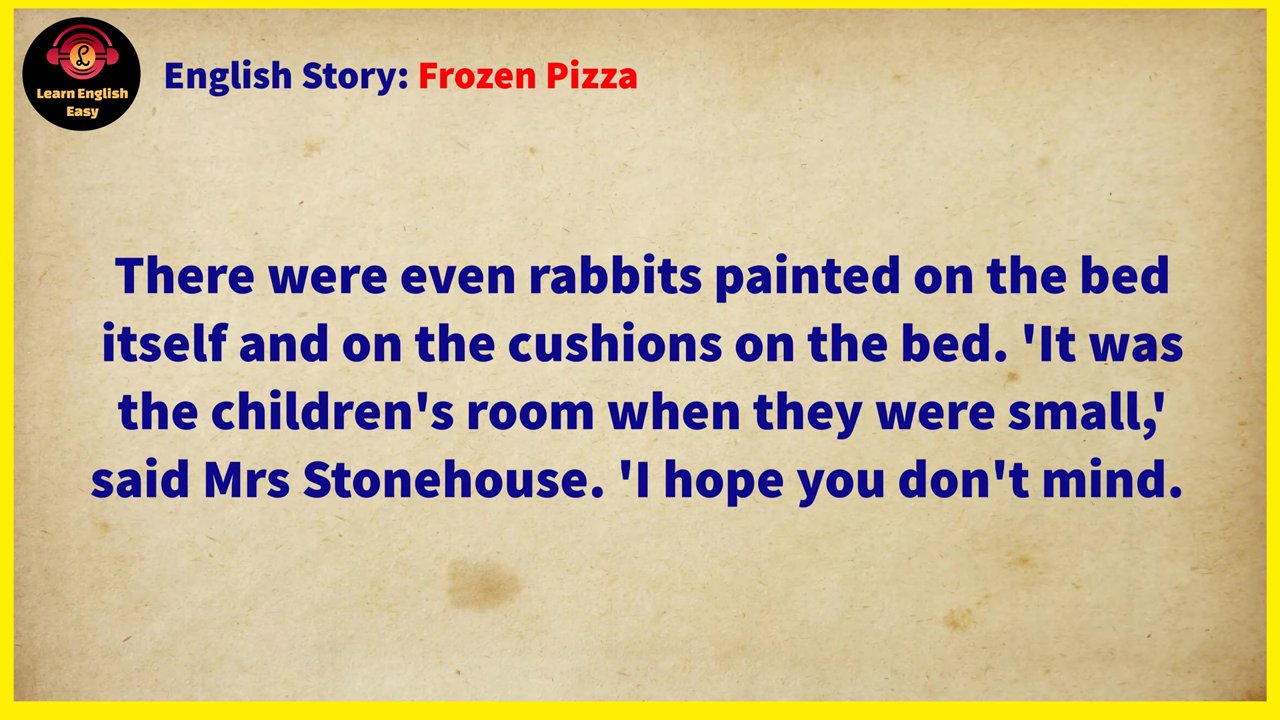 Learn English
Easy
English Story: Frozen Pizza
There were even rabbits painted on the bed
itself and on the cushions on the bed. 'It was
the children's room when they were small,'
said Mrs Stonehouse. 'I hope you don't mind.